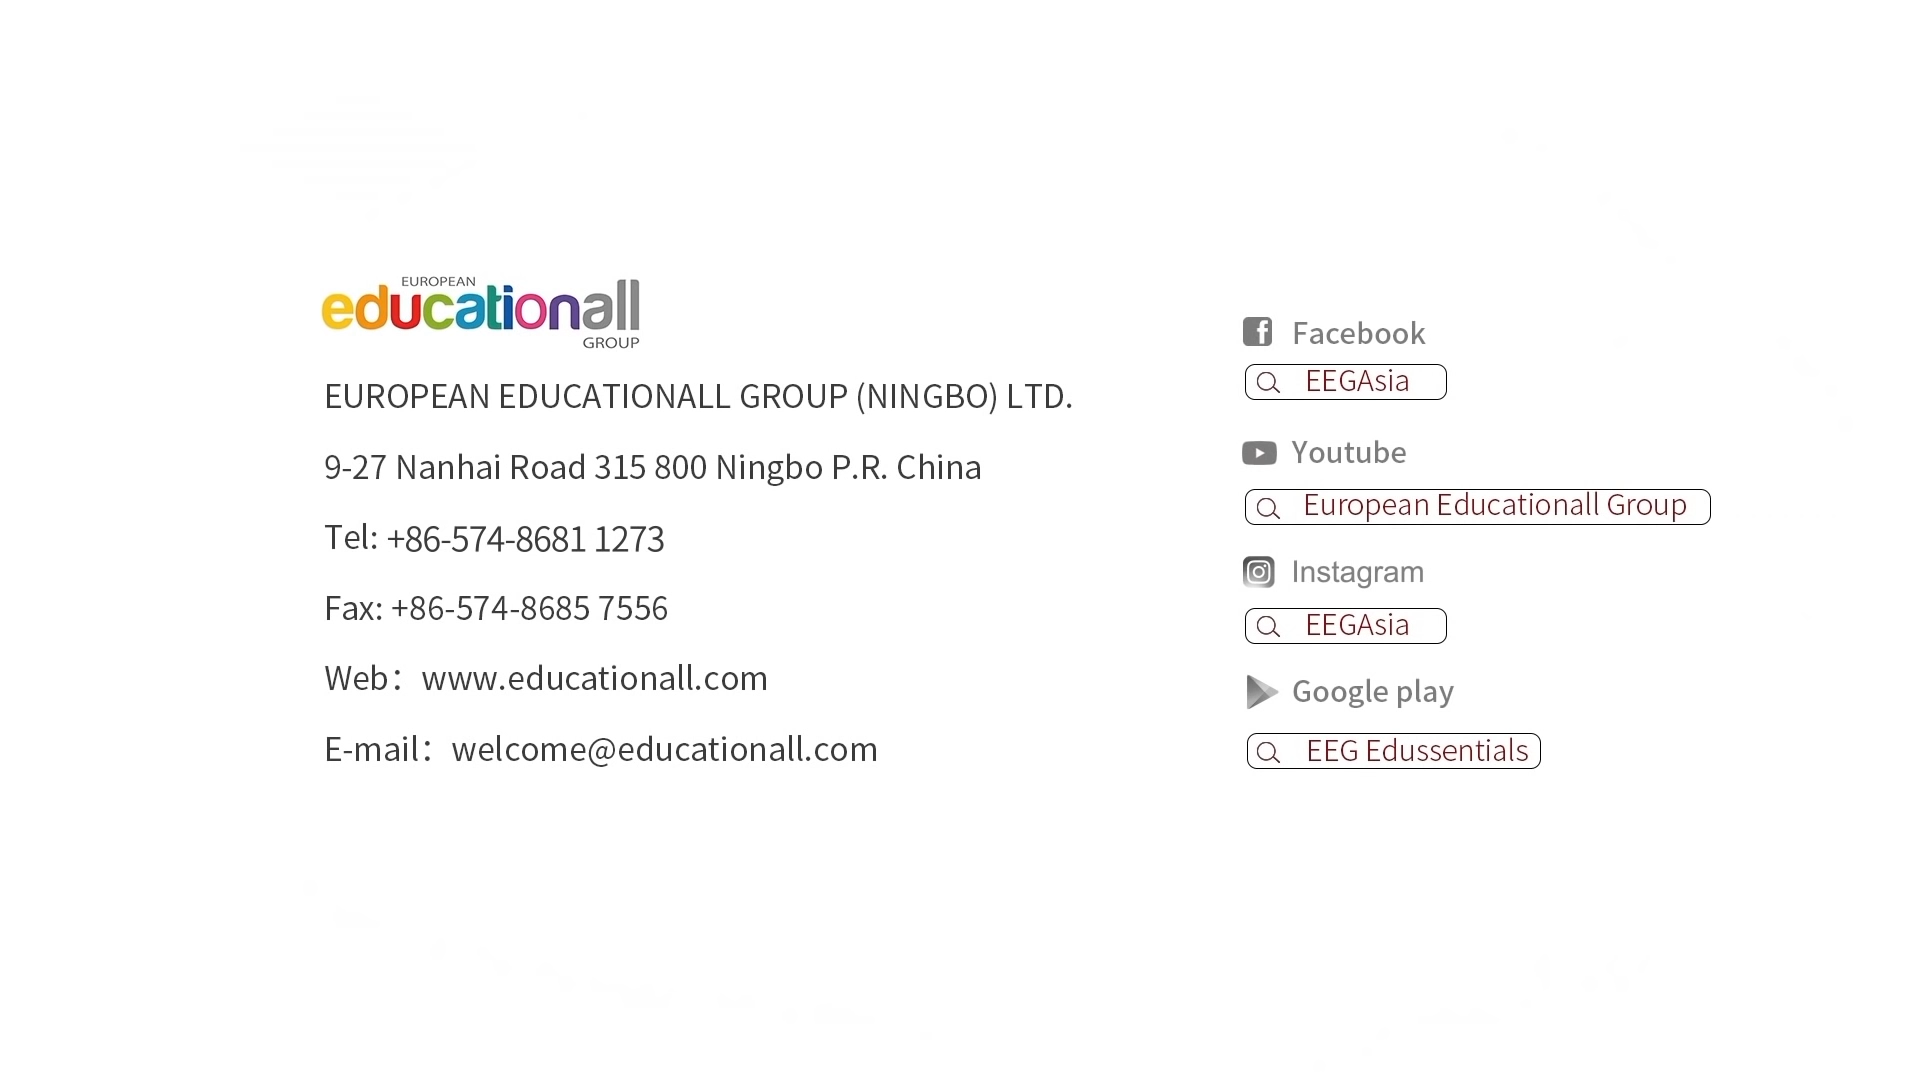 EUROPEAN
educationall
GROUP
EUROPEAN EDUCATIONALL GROUP (NINGBO) LTD.
9-27 Nanhai Road 315 800 Ningbo P.R. China
Tel: +86-574-8681 1273
Fax: +86-574-8685 7556
Web：www.educationall.com
E-mail：welcome@educationall.com
Facebook
EEGAsia
Youtube
European Educationall Group
Instagram
EEGAsia
Google play
EEG Edussentials